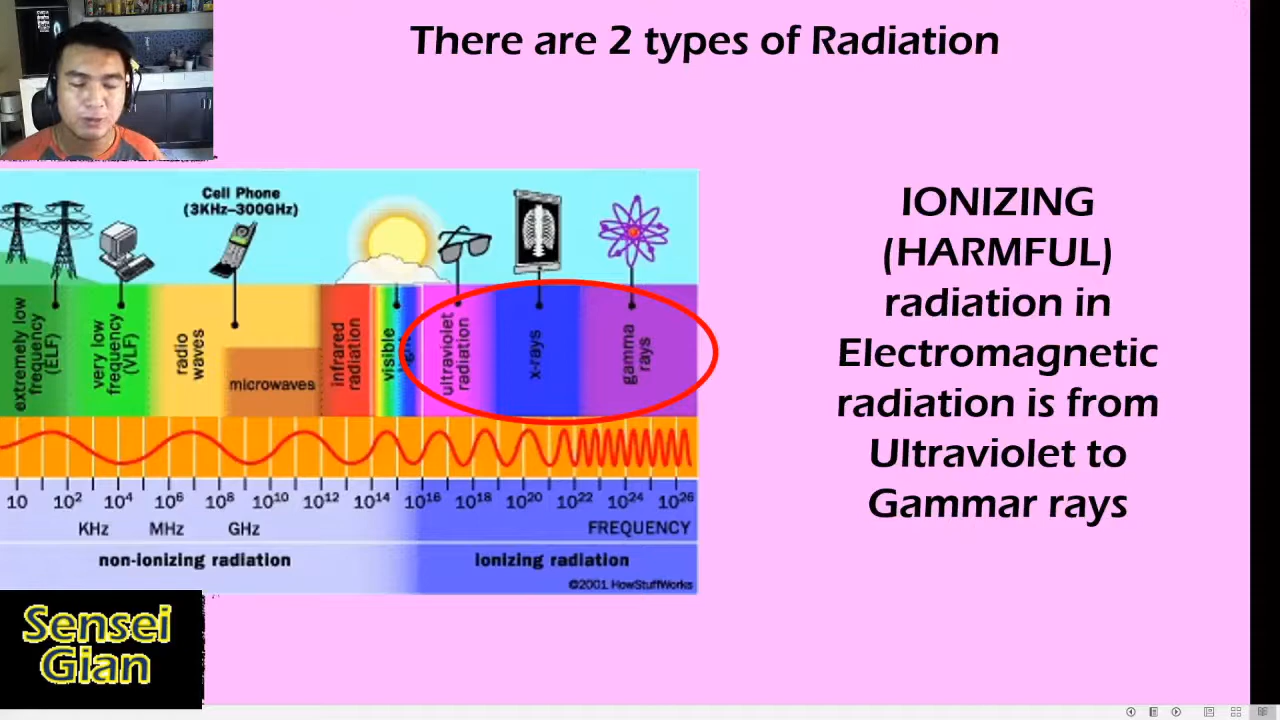 There are 2 types of Radiation
Cell Phone
(3KHz–300GHz)
extremely low
frequency
(ELF)
very low
frequency
(VLF)
radio
waves
microwaves
infrared
radiation
visible
ultraviolet
radiation
x-rays
gamma
rays
10 10² 10⁴ 10⁶ 10⁸ 10¹⁰ 10¹² 10¹⁴ 10¹⁶ 10¹⁸ 10²⁰ 10²² 10²⁴ 10²⁶
KHz MHz GHz FREQUENCY
non-ionizing radiation Ionizing radiation
©2001 HowStuffWorks
IONIZING
(HARMFUL)
radiation in
Electromagnetic
radiation is from
Ultraviolet to
Gammar rays
Sensei
Gian